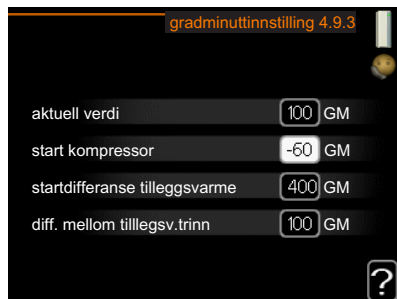 gradminuttinnstilling 4.9.3
aktuell verdi 100 GM
start kompressor -60 GM
startdifferanse tilleggsvarme 400 GM
diff. mellom tilllegsv.trinn 100 GM
?